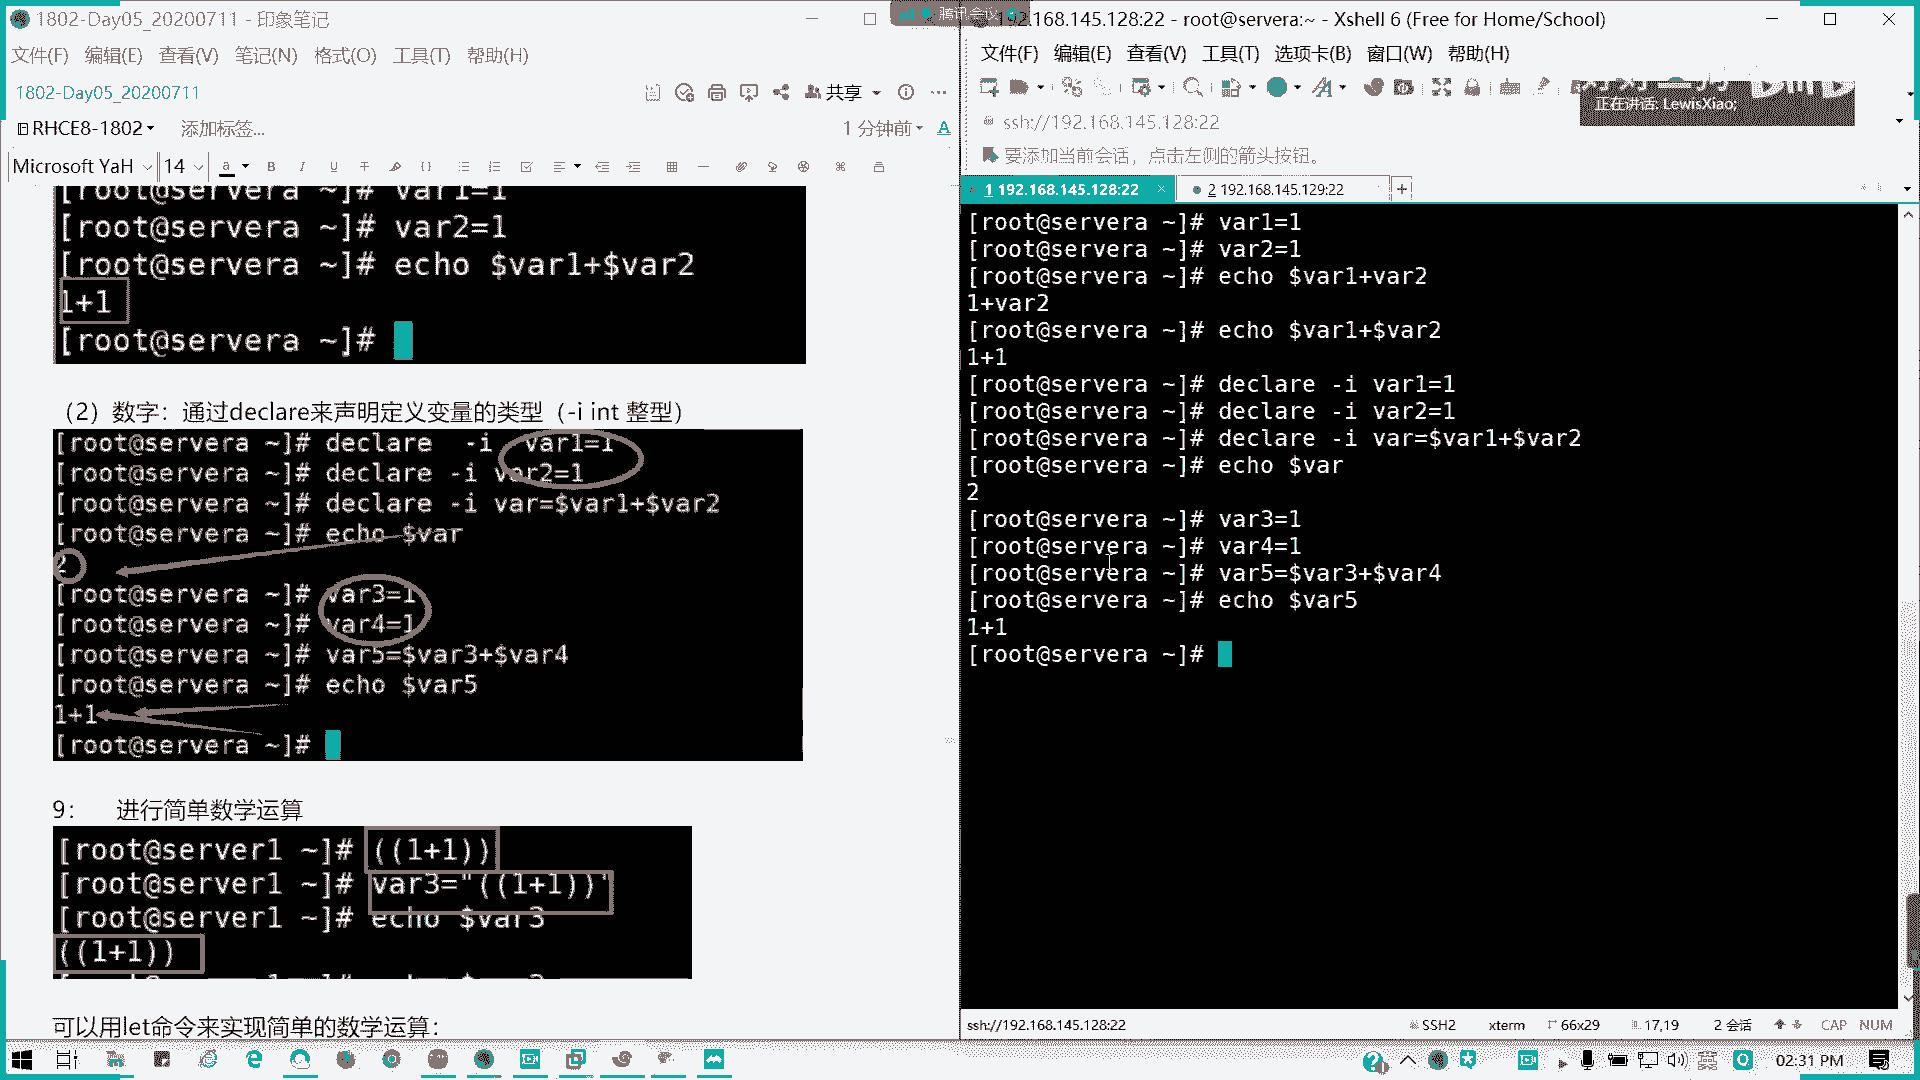 1802-Day05_20200711 - 印象笔记
文件(F) 编辑(E) 查看(V) 笔记(N) 格式(O) 工具(T) 帮助(H)
1802-Day05_20200711
共享
RHCE8-1802 添加标签...
1 分钟前
Microsoft YaH 14
[root@servera ~]# var1=1
[root@servera ~]# var2=1
[root@servera ~]# echo $var1+$var2
1+1
[root@servera ~]#
（2）数字：通过declare来声明定义变量的类型（-i int 整型）
[root@servera ~]# declare  -i  var1=1
[root@servera ~]# declare -i var2=1
[root@servera ~]# declare -i var=$var1+$var2
[root@servera ~]# echo $var
2
[root@servera ~]# var3=1
[root@servera ~]# var4=1
[root@servera ~]# var5=$var3+$var4
[root@servera ~]# echo $var5
1+1
[root@servera ~]#
9： 进行简单数学运算
[root@server1 ~]# ((1+1))
[root@server1 ~]# var3="((1+1))"
[root@server1 ~]# echo $var3
((1+1))
可以用let命令来实现简单的数学运算：
腾讯会议
192.168.145.128:22 - root@servera:~ - Xshell 6 (Free for Home/School)
文件(F) 编辑(E) 查看(V) 工具(T) 选项卡(B) 窗口(W) 帮助(H)
正在讲话: LewisXiao;
ssh://192.168.145.128:22
要添加当前会话，点击左侧的箭头按钮。
1 192.168.145.128:22 2 192.168.145.129:22
[root@servera ~]# var1=1
[root@servera ~]# var2=1
[root@servera ~]# echo $var1+var2
1+var2
[root@servera ~]# echo $var1+$var2
1+1
[root@servera ~]# declare -i var1=1
[root@servera ~]# declare -i var2=1
[root@servera ~]# declare -i var=$var1+$var2
[root@servera ~]# echo $var
2
[root@servera ~]# var3=1
[root@servera ~]# var4=1
[root@servera ~]# var5=$var3+$var4
[root@servera ~]# echo $var5
1+1
[root@servera ~]#
ssh://192.168.145.128:22 SSH2 xterm 66x29 17,19 2 会话 CAP NUM
02:31 PM